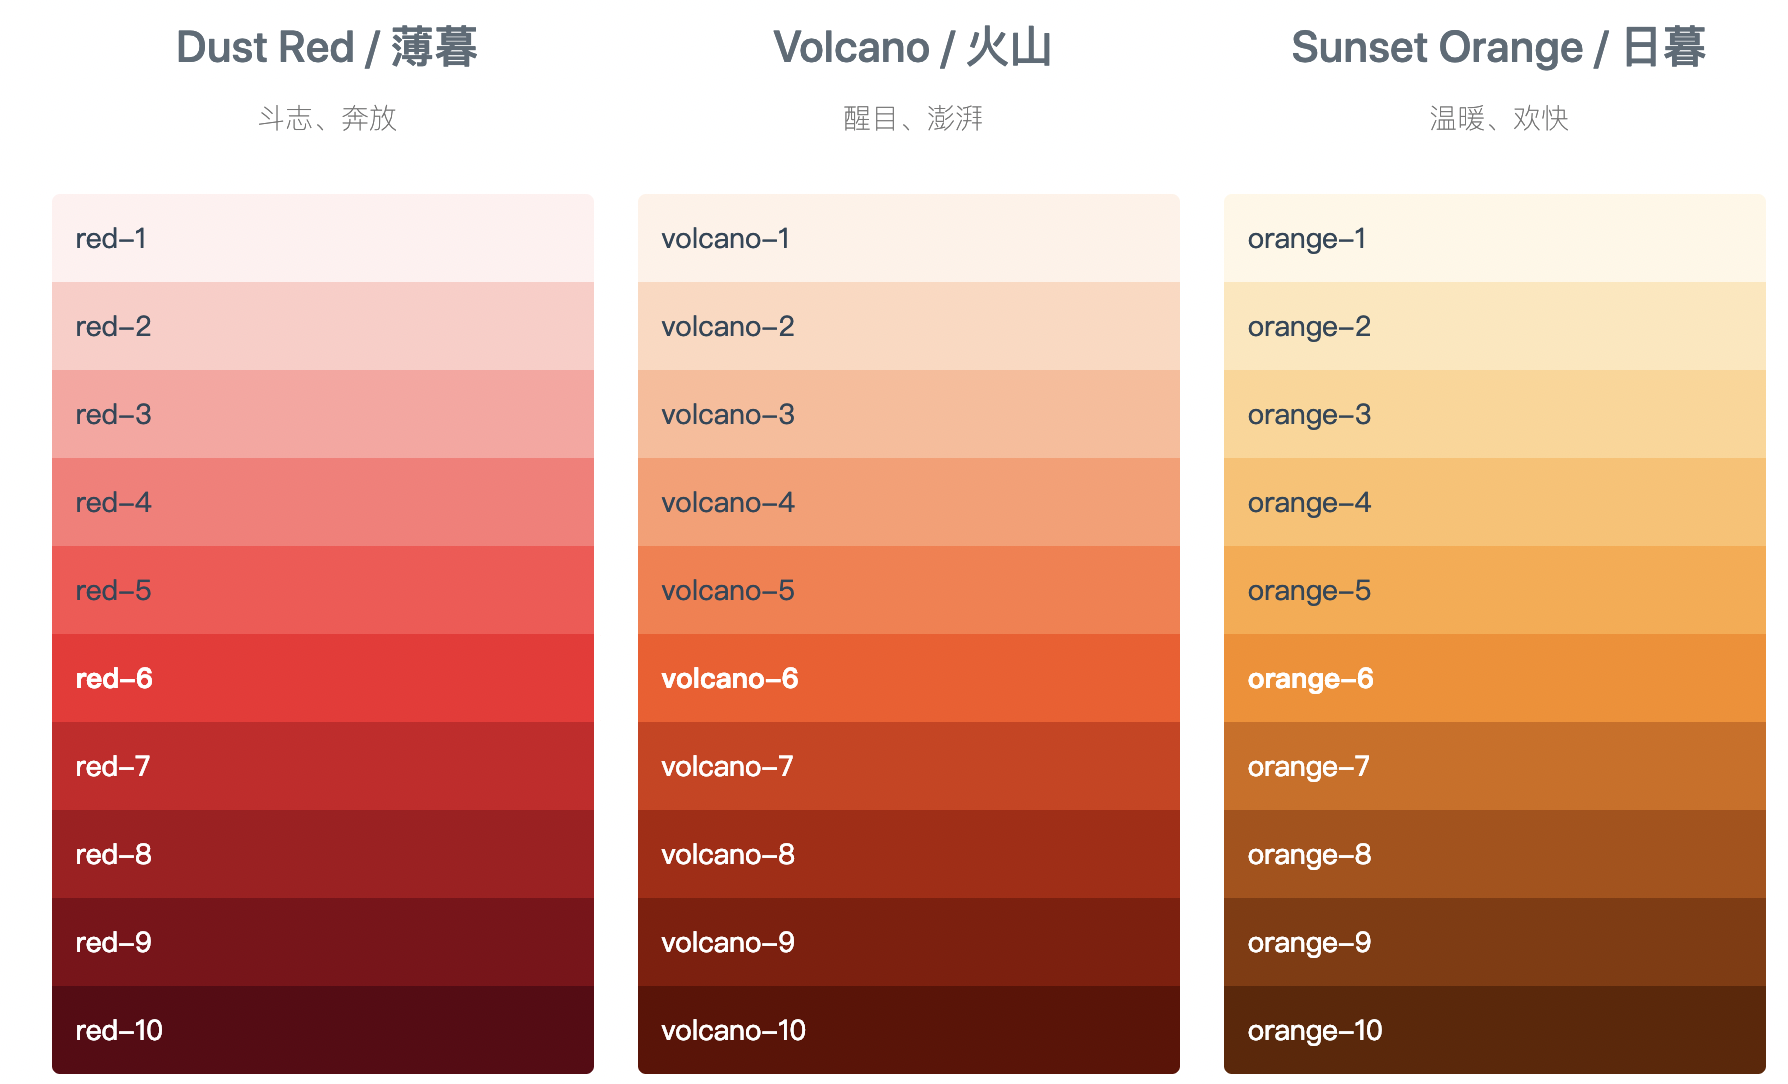 Dust Red / 薄暮
斗志、奔放
red-1
red-2
red-3
red-4
red-5
red-6
red-7
red-8
red-9
red-10
Volcano / 火山
醒目、澎湃
volcano-1
volcano-2
volcano-3
volcano-4
volcano-5
volcano-6
volcano-7
volcano-8
volcano-9
volcano-10
Sunset Orange / 日暮
温暖、欢快
orange-1
orange-2
orange-3
orange-4
orange-5
orange-6
orange-7
orange-8
orange-9
orange-10